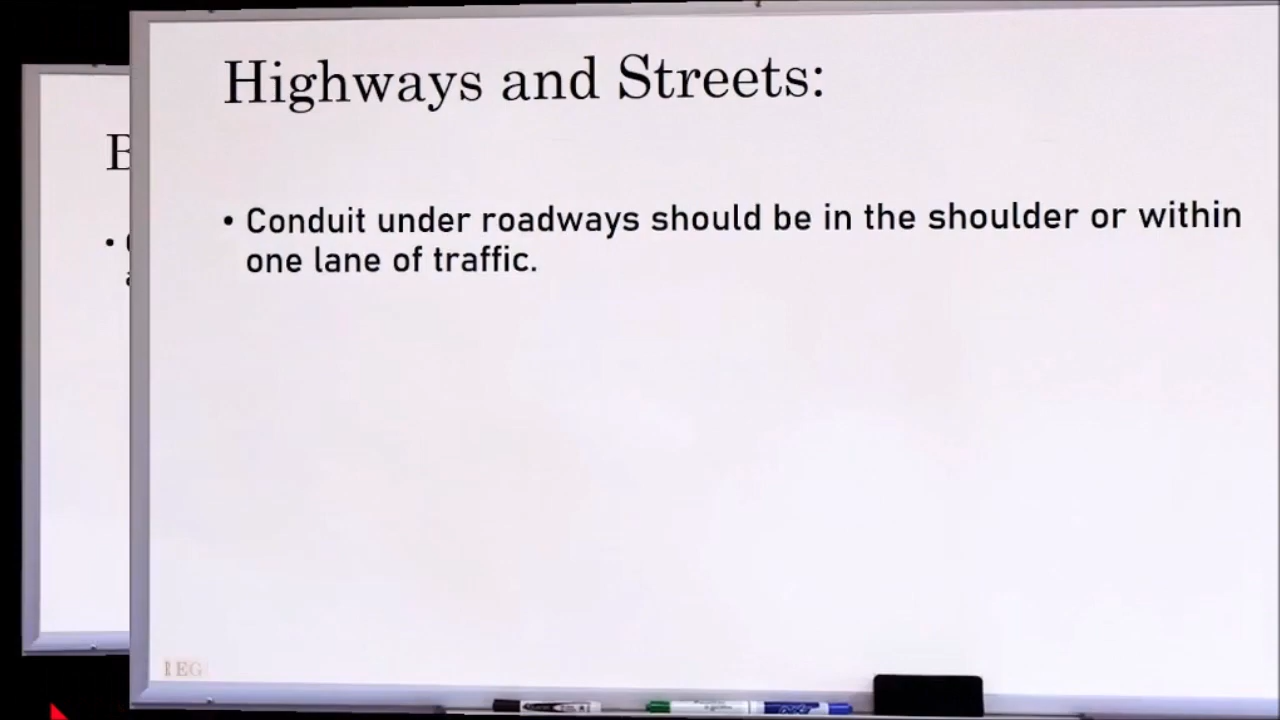 Highways and Streets:
• Conduit under roadways should be in the shoulder or within
one lane of traffic.